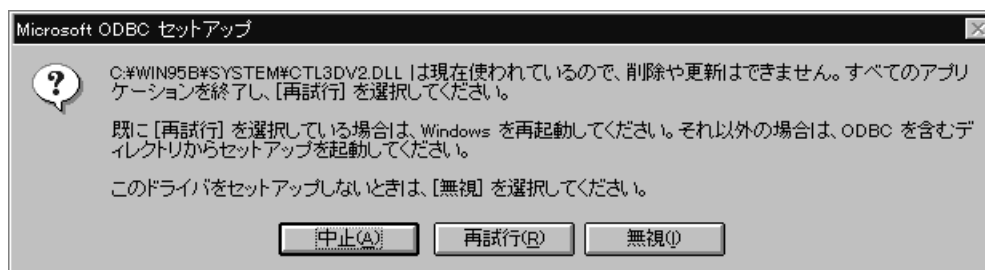 Microsoft ODBC セットアップ
C:¥WIN95B¥SYSTEM¥CTL3DV2.DLL は現在使われているので、削除や更新はできません。すべてのアプリ
ケーションを終了し、[再試行] を選択してください。
既に [再試行] を選択している場合は、Windows を再起動してください。それ以外の場合は、ODBC を含むデ
ィレクトリからセットアップを起動してください。
このドライバをセットアップしないときは、[無視] を選択してください。
中止(A) 再試行(R) 無視(I)